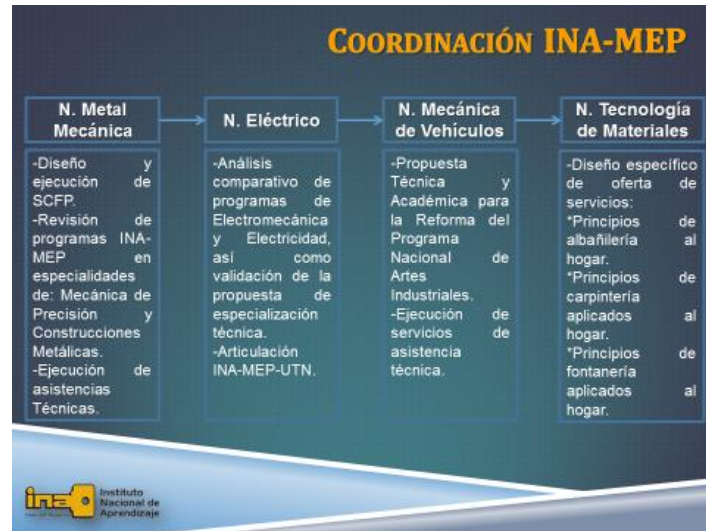 COORDINACIÓN INA-MEP
N. Metal
Mecánica
-Diseño y
ejecución de
SCFP.
-Revisión de
programas INA-
MEP en
especialidades
de: Mecánica de
Precisión y
Construcciones
Metálicas.
-Ejecución de
asistencias
Técnicas.
N. Eléctrico
-Análisis
comparativo de
programas de
Electromecánica
y Electricidad,
así como
validación de la
propuesta de
especialización
técnica.
-Articulación
INA-MEP-UTN.
N. Mecánica
de Vehículos
-Propuesta
Técnica y
Académica para
la Reforma del
Programa
Nacional de
Artes
Industriales.
-Ejecución de
servicios de
asistencia
técnica.
N. Tecnología
de Materiales
-Diseño específico
de oferta de
servicios:
*Principios de
albañilería al
hogar.
*Principios de
carpintería
aplicados al
hogar.
*Principios de
fontanería
aplicados al
hogar.
ina
Instituto
Nacional de
Aprendizaje